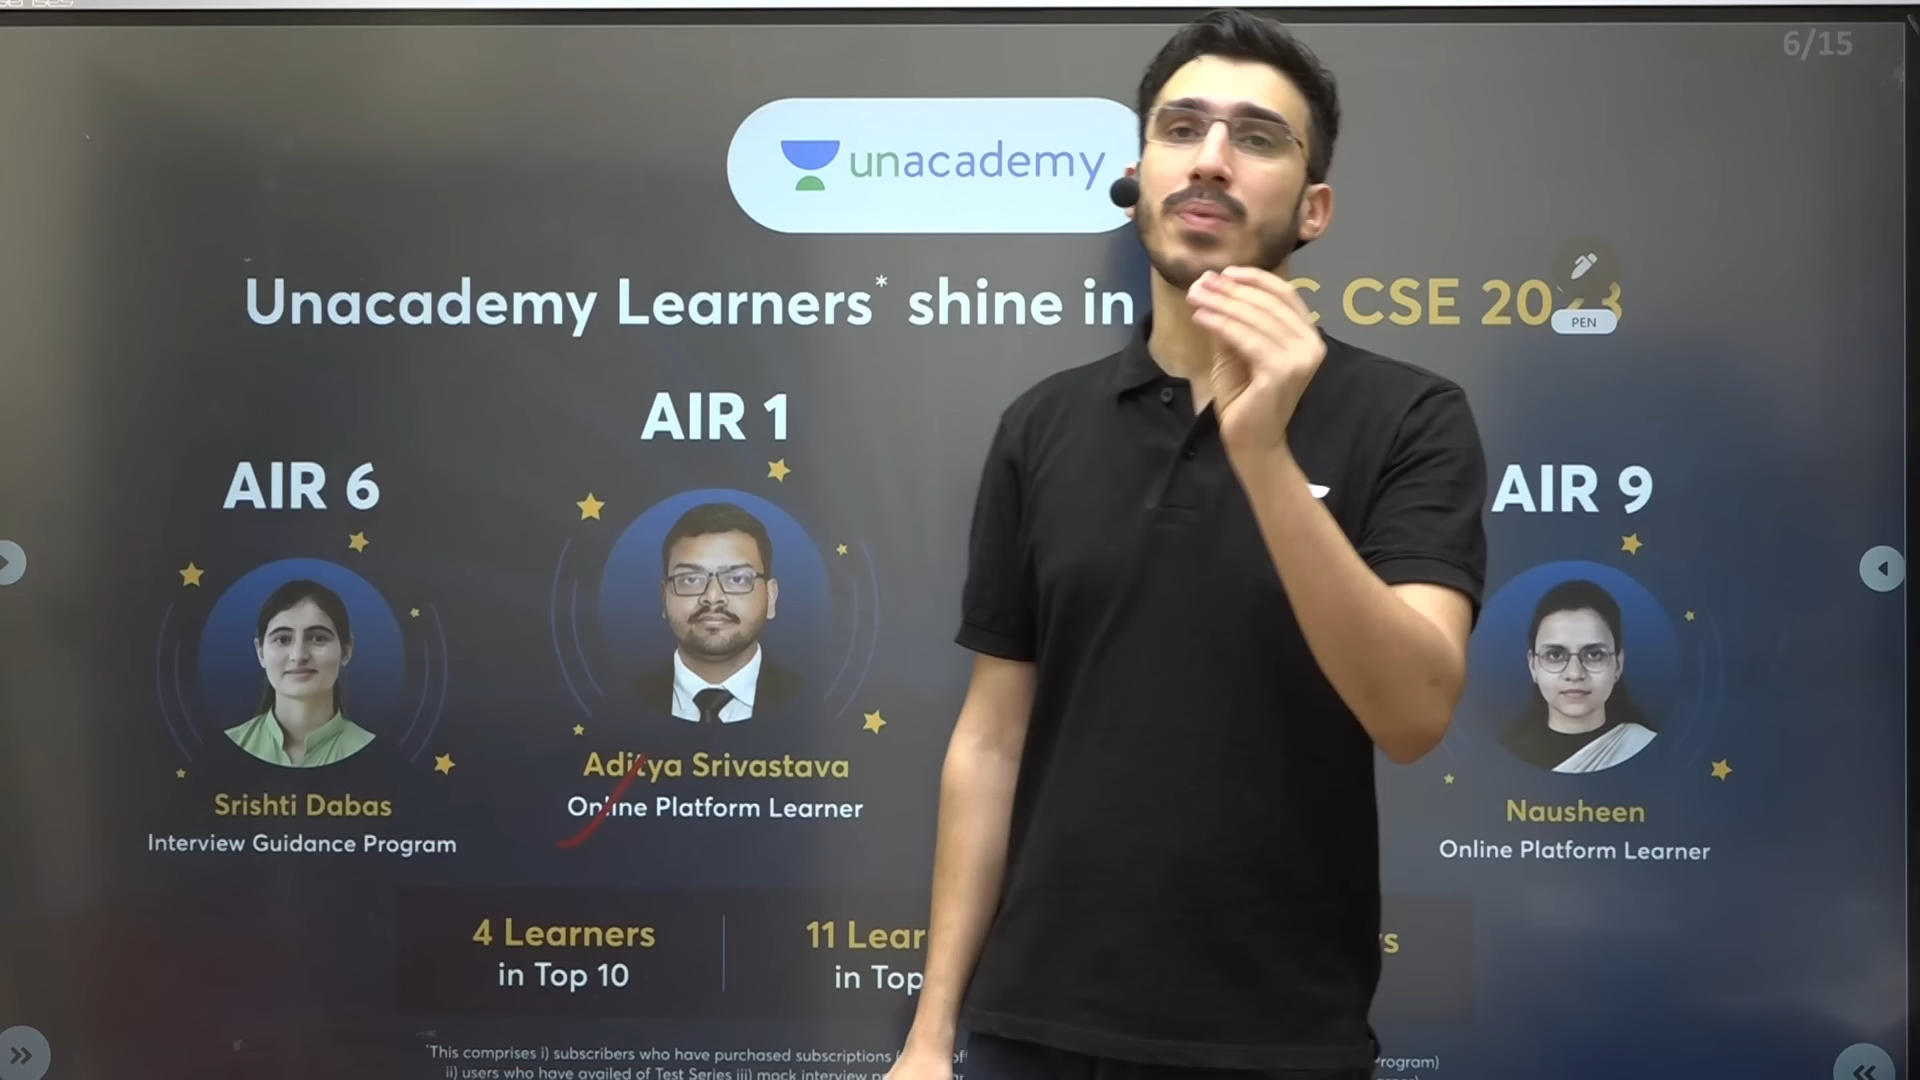 6/15
unacademy
Unacademy Learners* shine in C CSE 2023
PEN
AIR 1
AIR 6
AIR 9
Aditya Srivastava
Online Platform Learner
Srishti Dabas
Interview Guidance Program
Nausheen
Online Platform Learner
4 Learners
in Top 10
11 Lear
in Top
*This comprises i) subscribers who have purchased subscriptions
Program)
ii) users who have availed of Test Series iii) mock interview